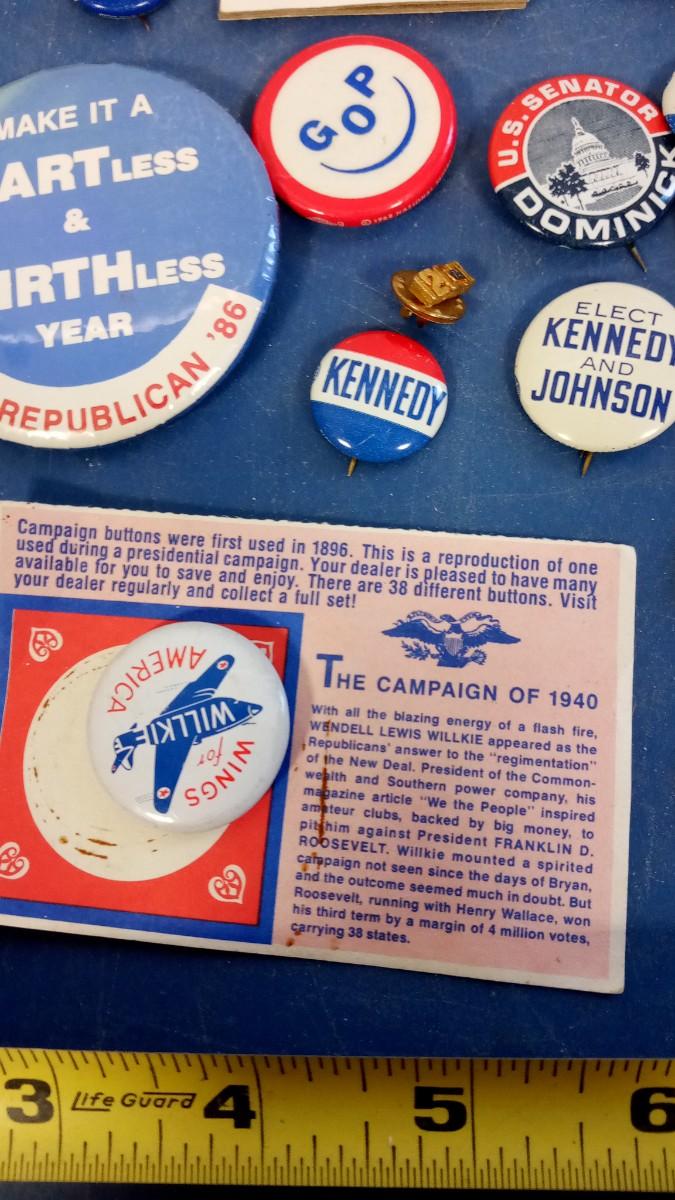 MAKE IT A
ARTLESS
&
IRTHLESS
YEAR
REPUBLICAN '86
GOP
© 1968
U.S. SENATOR
DOMINICK
KENNEDY
ELECT
KENNEDY
AND
JOHNSON
Campaign buttons were first used in 1896. This is a reproduction of one
used during a presidential campaign. Your dealer is pleased to have many
available for you to save and enjoy. There are 38 different buttons. Visit
your dealer regularly and collect a full set!
WINGS
for
WILLKIE
AMERICA
THE CAMPAIGN OF 1940
With all the blazing energy of a flash fire,
WENDELL LEWIS WILLKIE appeared as the
Republicans' answer to the "regimentation"
of the New Deal. President of the Common-
wealth and Southern power company, his
magazine article "We the People" inspired
amateur clubs, backed by big money, to
pit him against President FRANKLIN D.
ROOSEVELT. Willkie mounted a spirited
campaign not seen since the days of Bryan,
and the outcome seemed much in doubt. But
Roosevelt, running with Henry Wallace, won
his third term by a margin of 4 million votes,
carrying 38 states.
3 Life Guard 4 5 6